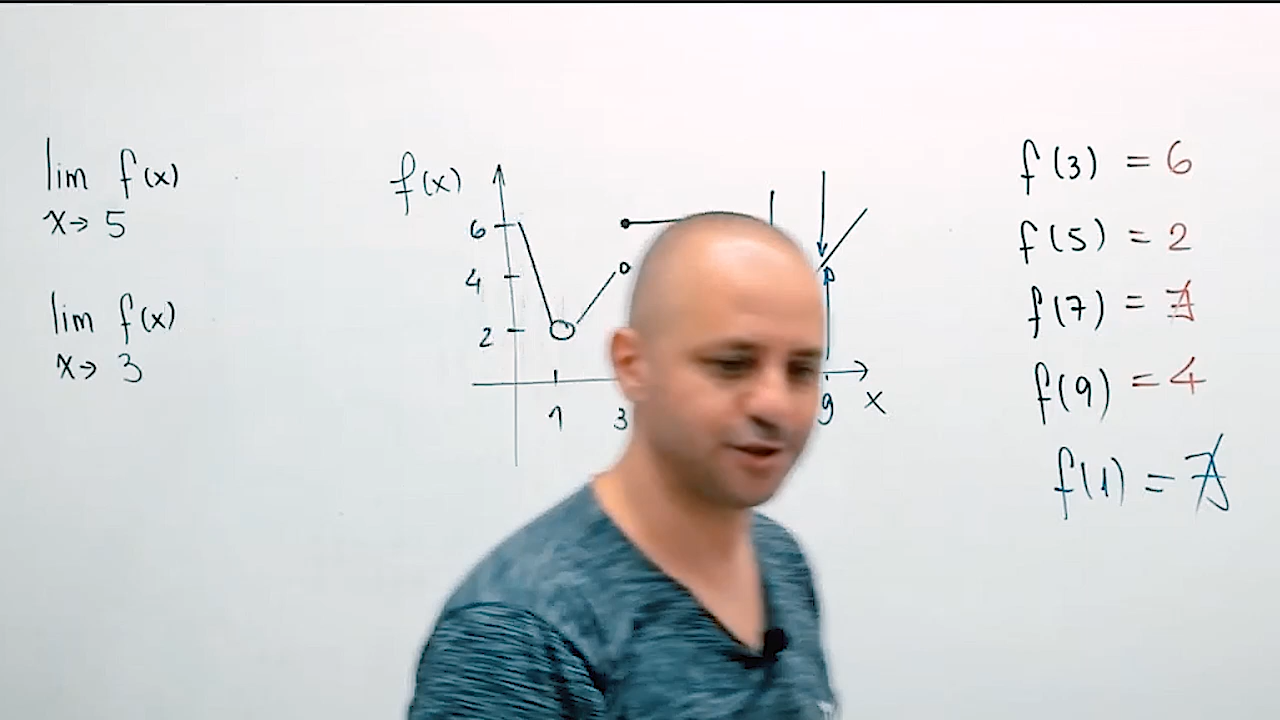 lim f(x)
x→ 5
lim f(x)
x→ 3
f(x)
6
4
2
1 3 9 x
f(3) = 6
f(5) = 2
f(7) = ∄
f(9) = 4
f(1) = ∄